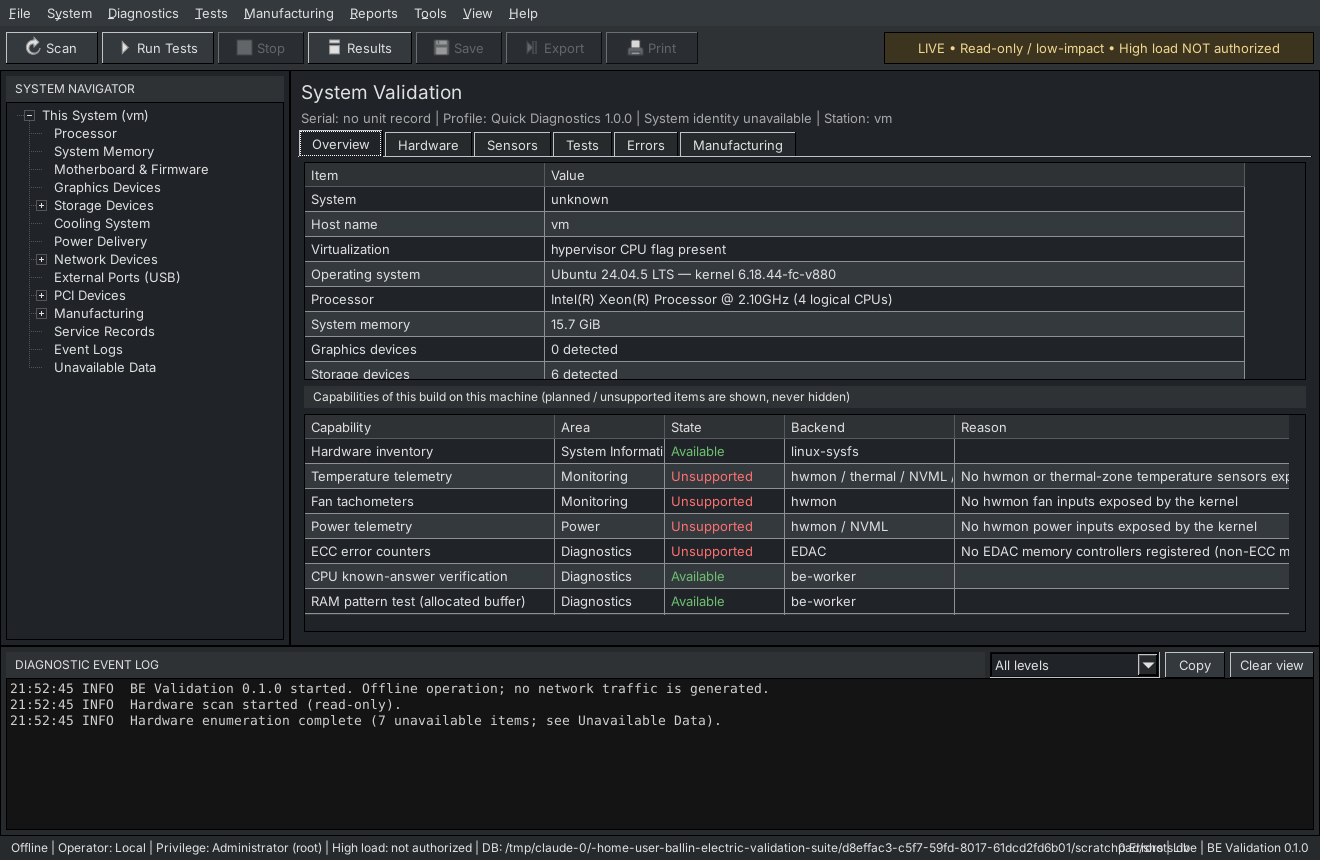 File System Diagnostics Tests Manufacturing Reports Tools View Help
Scan Run Tests Stop Results Save Export Print LIVE • Read-only / low-impact • High load NOT authorized
SYSTEM NAVIGATOR
This System (vm)
Processor
System Memory
Motherboard & Firmware
Graphics Devices
Storage Devices
Cooling System
Power Delivery
Network Devices
External Ports (USB)
PCI Devices
Manufacturing
Service Records
Event Logs
Unavailable Data
System Validation
Serial: no unit record | Profile: Quick Diagnostics 1.0.0 | System identity unavailable | Station: vm
Overview Hardware Sensors Tests Errors Manufacturing
Item Value
System unknown
Host name vm
Virtualization hypervisor CPU flag present
Operating system Ubuntu 24.04.5 LTS — kernel 6.18.44-fc-v880
Processor Intel(R) Xeon(R) Processor @ 2.10GHz (4 logical CPUs)
System memory 15.7 GiB
Graphics devices 0 detected
Storage devices 6 detected
Capabilities of this build on this machine (planned / unsupported items are shown, never hidden)
Capability Area State Backend Reason
Hardware inventory System Informati Available linux-sysfs
Temperature telemetry Monitoring Unsupported hwmon / thermal / NVML / No hwmon or thermal-zone temperature sensors exp
Fan tachometers Monitoring Unsupported hwmon No hwmon fan inputs exposed by the kernel
Power telemetry Power Unsupported hwmon / NVML No hwmon power inputs exposed by the kernel
ECC error counters Diagnostics Unsupported EDAC No EDAC memory controllers registered (non-ECC m
CPU known-answer verification Diagnostics Available be-worker
RAM pattern test (allocated buffer) Diagnostics Available be-worker
DIAGNOSTIC EVENT LOG All levels Copy Clear view
21:52:45 INFO BE Validation 0.1.0 started. Offline operation; no network traffic is generated.
21:52:45 INFO Hardware scan started (read-only).
21:52:45 INFO Hardware enumeration complete (7 unavailable items; see Unavailable Data).
Offline | Operator: Local | Privilege: Administrator (root) | High load: not authorized | DB: /tmp/claude-0/-home-user-ballin-electric-validation-suite/d8effac3-c5f7-59fd-8017-61dcd2fd6b01/scratchpad/shots | BE Validation 0.1.0